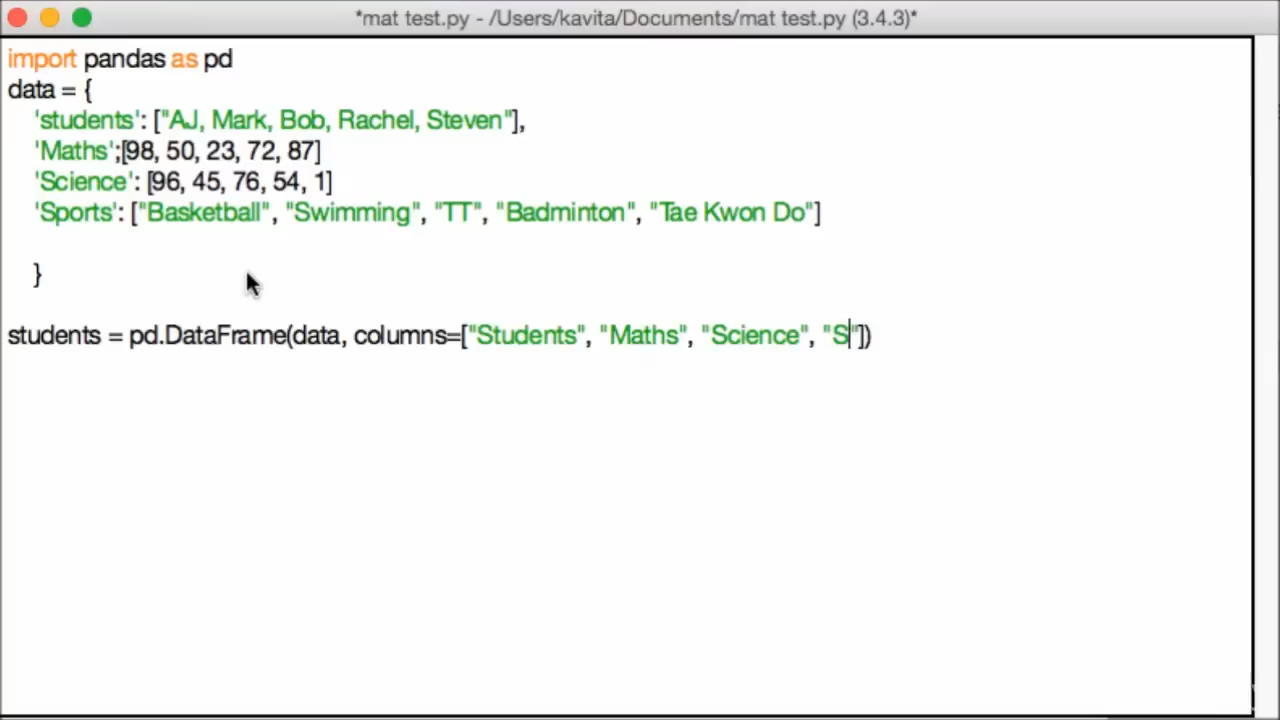 *mat test.py - /Users/kavita/Documents/mat test.py (3.4.3)*
import pandas as pd
data = {
'students': ["AJ, Mark, Bob, Rachel, Steven"],
'Maths';[98, 50, 23, 72, 87]
'Science': [96, 45, 76, 54, 1]
'Sports': ["Basketball", "Swimming", "TT", "Badminton", "Tae Kwon Do"]
}
students = pd.DataFrame(data, columns=["Students", "Maths", "Science", "S"])